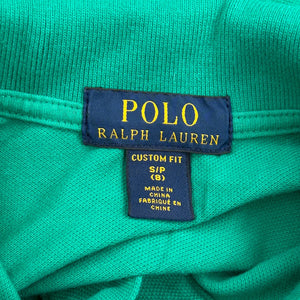 POLO
RALPH LAUREN
CUSTOM FIT
S/P
(8)
MADE IN
CHINA
FABRIQUÉ EN
CHINE